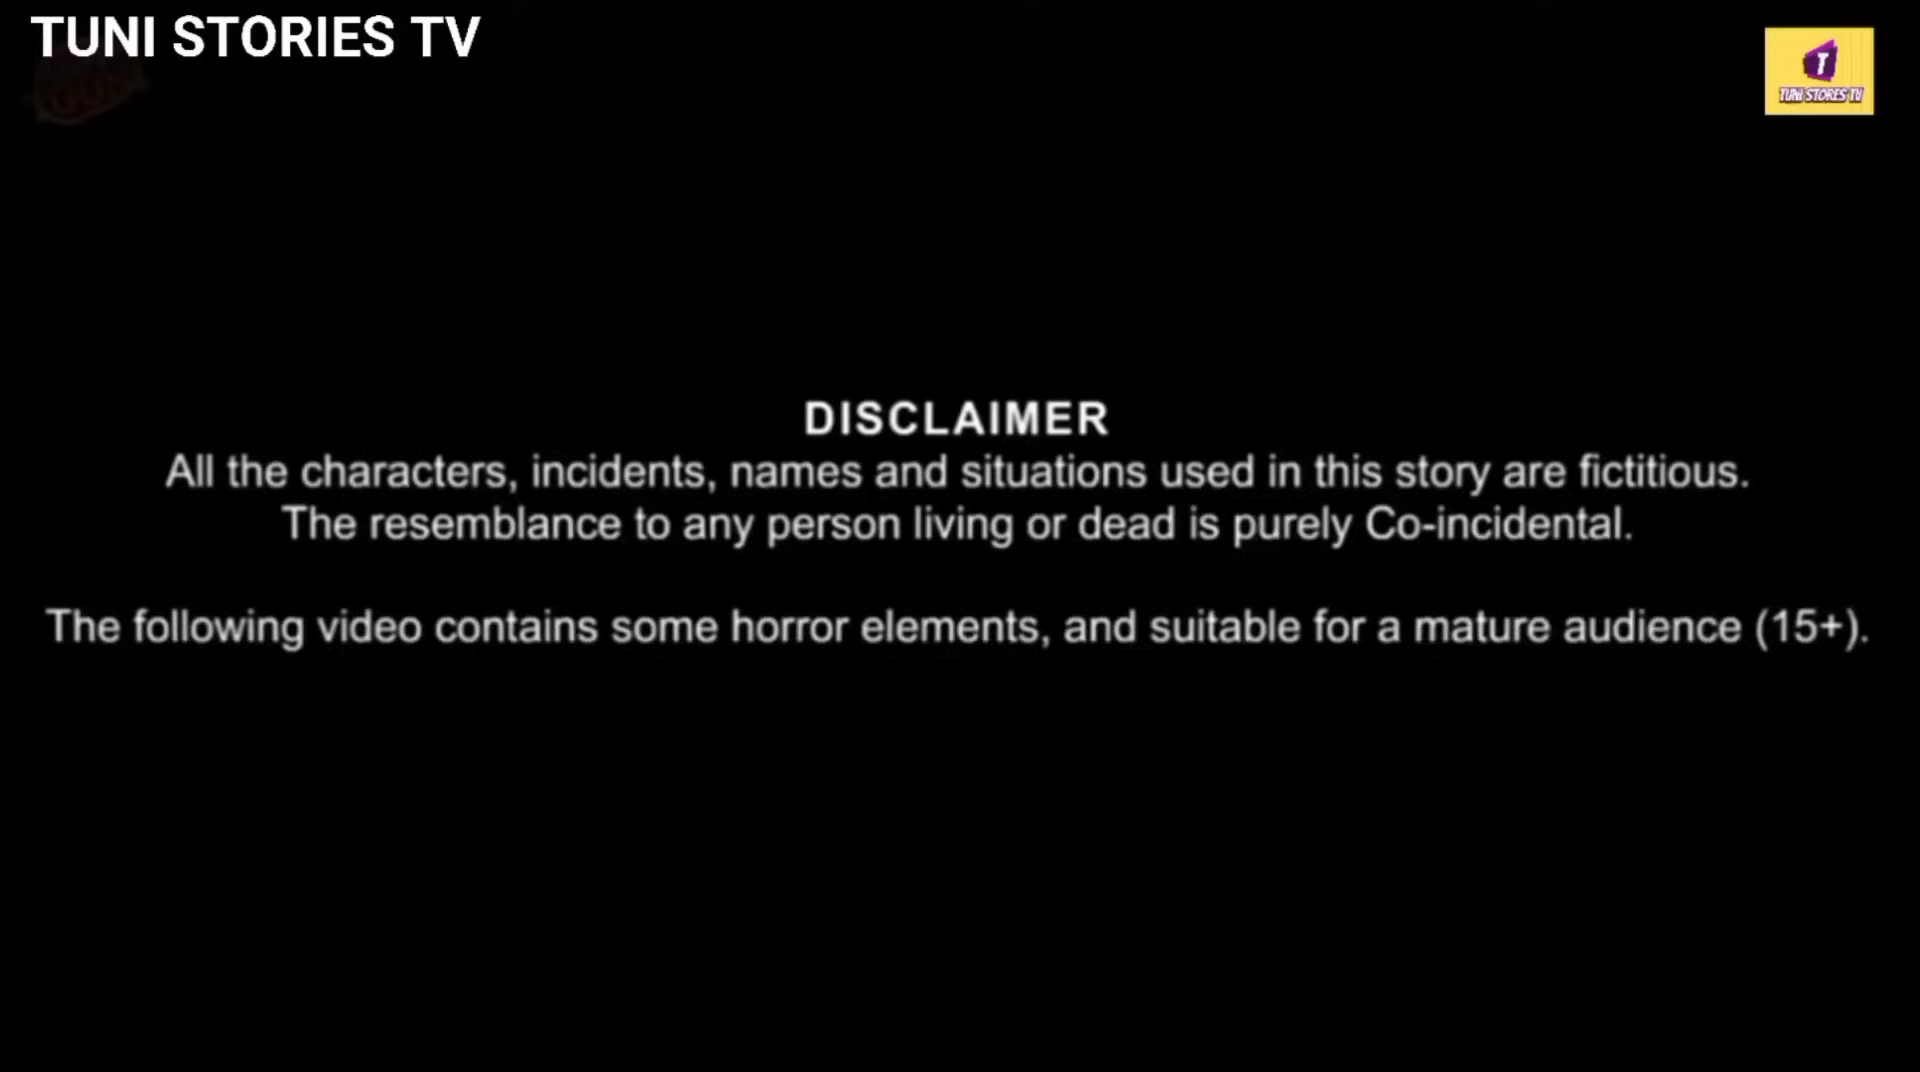 TUNI STORIES TV
T
TUNI STORES TV
DISCLAIMER
All the characters, incidents, names and situations used in this story are fictitious.
The resemblance to any person living or dead is purely Co-incidental.
The following video contains some horror elements, and suitable for a mature audience (15+).